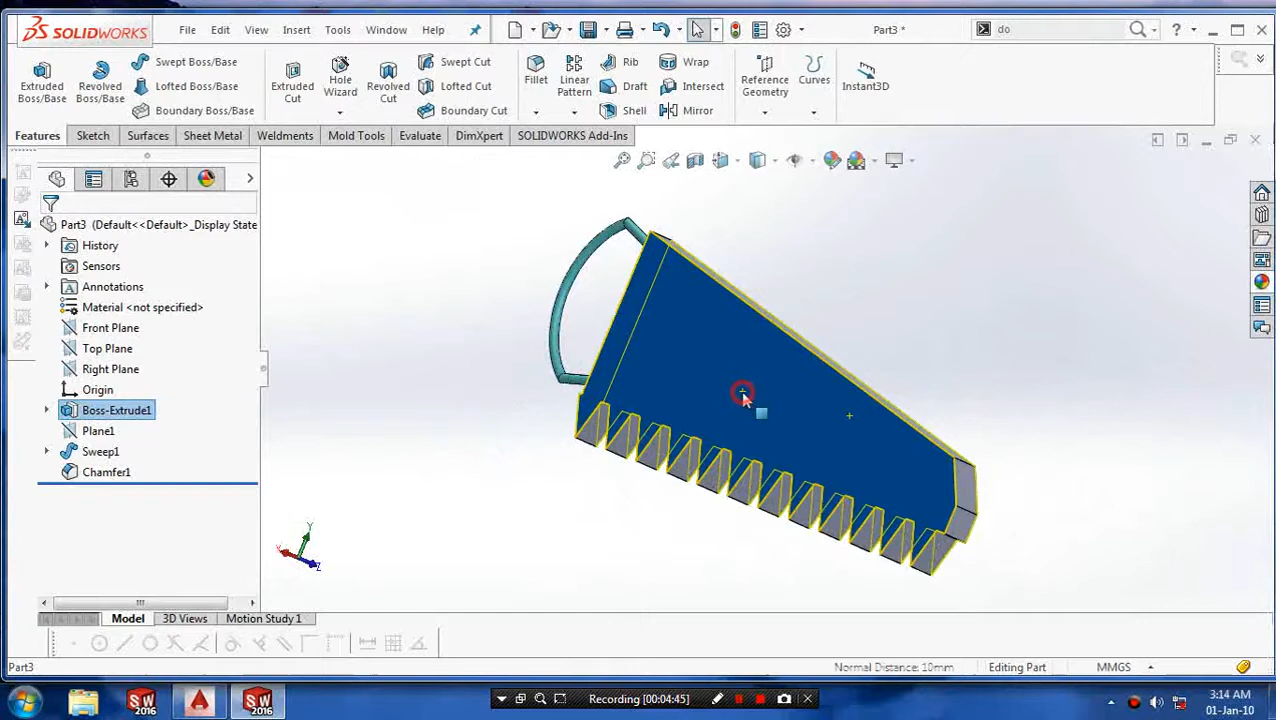 SOLIDWORKS File Edit View Insert Tools Window Help Part3 * do
Extruded Boss/Base
Revolved Boss/Base
Swept Boss/Base
Lofted Boss/Base
Boundary Boss/Base
Extruded Cut
Hole Wizard
Revolved Cut
Swept Cut
Lofted Cut
Boundary Cut
Fillet
Linear Pattern
Rib
Draft
Shell
Wrap
Intersect
Mirror
Reference Geometry
Curves
Instant3D
Features Sketch Surfaces Sheet Metal Weldments Mold Tools Evaluate DimXpert SOLIDWORKS Add-Ins
Part3 (Default<<Default>_Display State
History
Sensors
Annotations
Material <not specified>
Front Plane
Top Plane
Right Plane
Origin
Boss-Extrude1
Plane1
Sweep1
Chamfer1
Y
X
Z
Model 3D Views Motion Study 1
Part3 Normal Distance: 10mm Editing Part MMGS
SW 2016
SW 2016
Recording [00:04:45]
3:14 AM
01-Jan-10